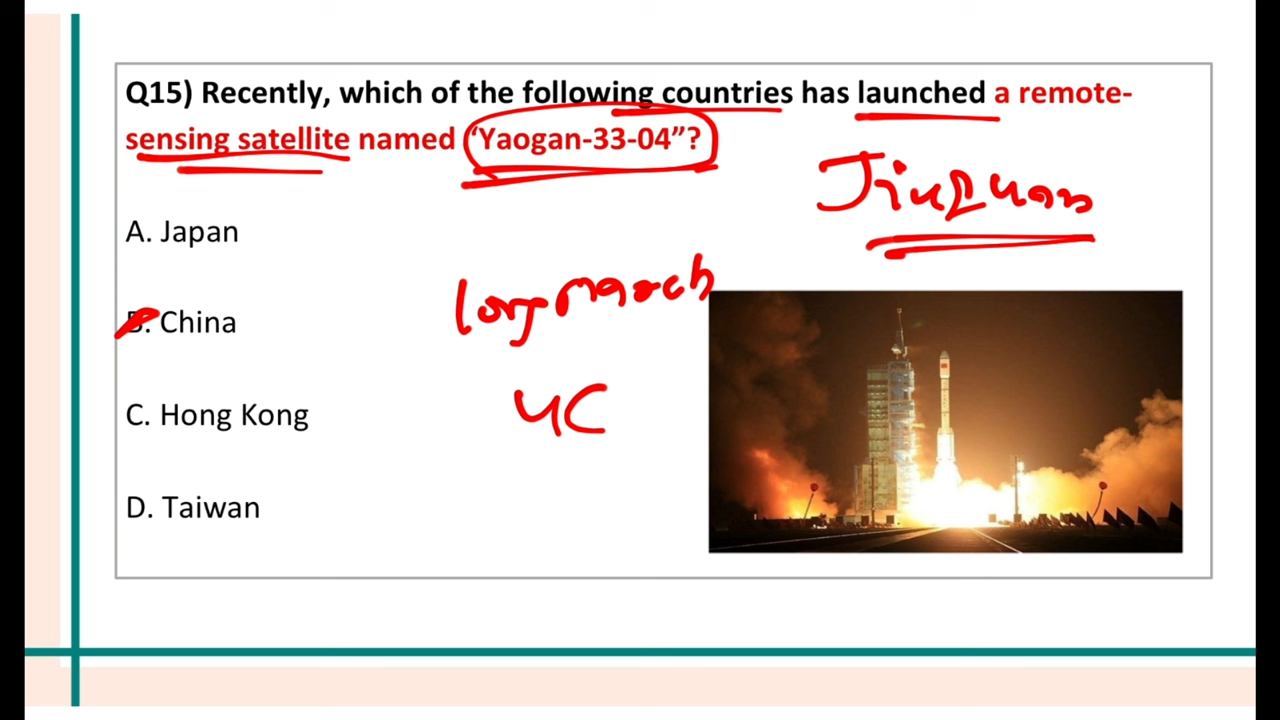 Q15) Recently, which of the following countries has launched a remote-
sensing satellite named ‘Yaogan-33-04”?
Jiuquan
A. Japan
long march
B. China
4C
C. Hong Kong
D. Taiwan